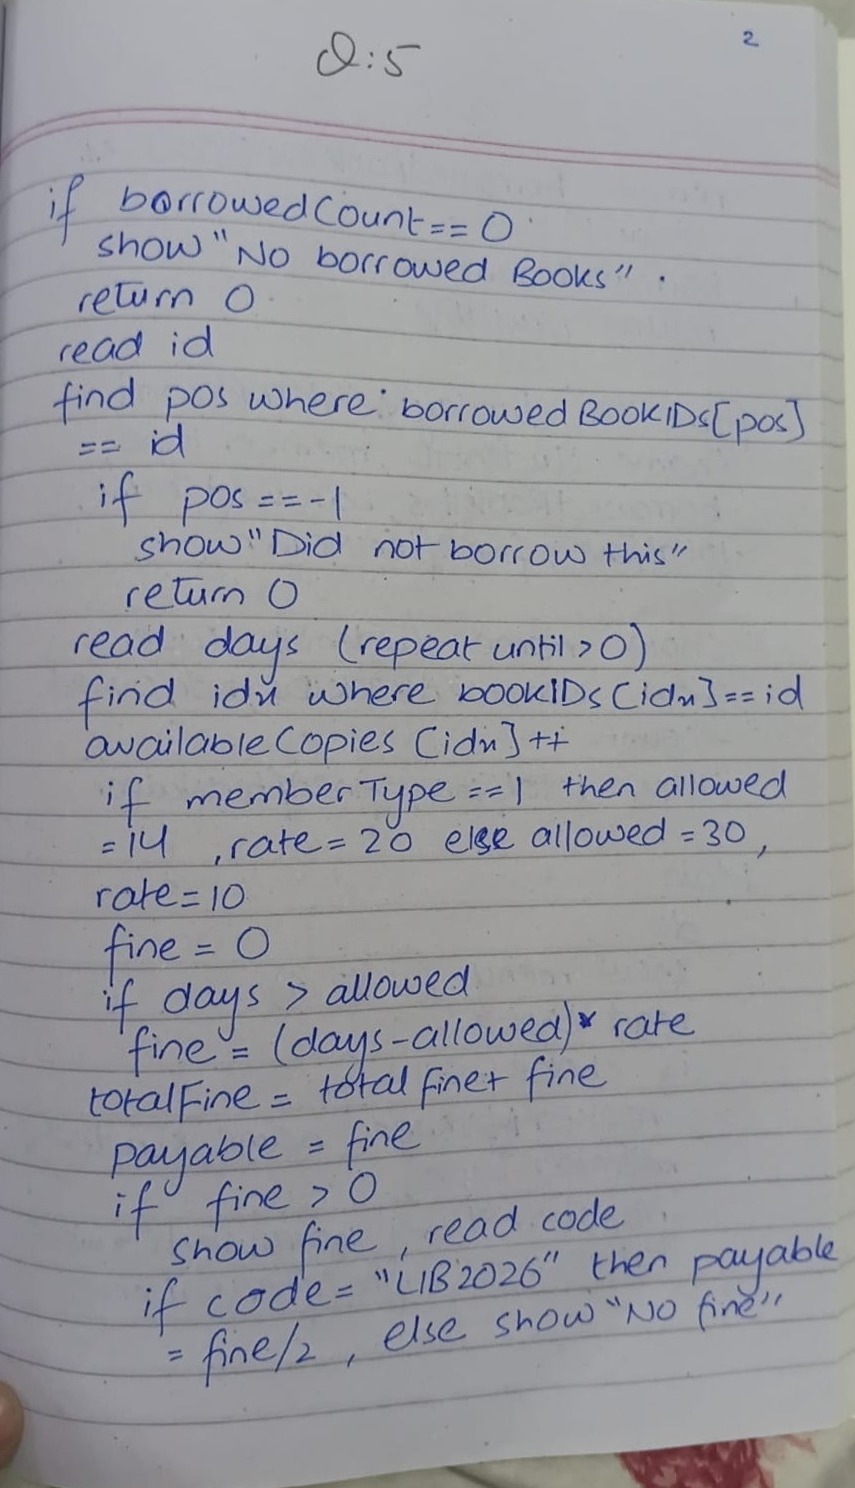 Q:5
2
if borrowedCount == 0
show "No borrowed Books".
return 0
read id
find pos where borrowedBookIDs[pos]
== id
if pos == -1
show "Did not borrow this"
return 0
read days (repeat until >0)
find idx where bookIDs[idx] == id
availableCopies[idx]++
if memberType == 1 then allowed
= 14 , rate = 20 else allowed = 30,
rate = 10
fine = 0
if days > allowed
fine = (days-allowed)* rate
totalFine = totalFine + fine
payable = fine
if fine > 0
show fine , read code
if code = "LIB2026" then payable
= fine/2 , else show "No fine"